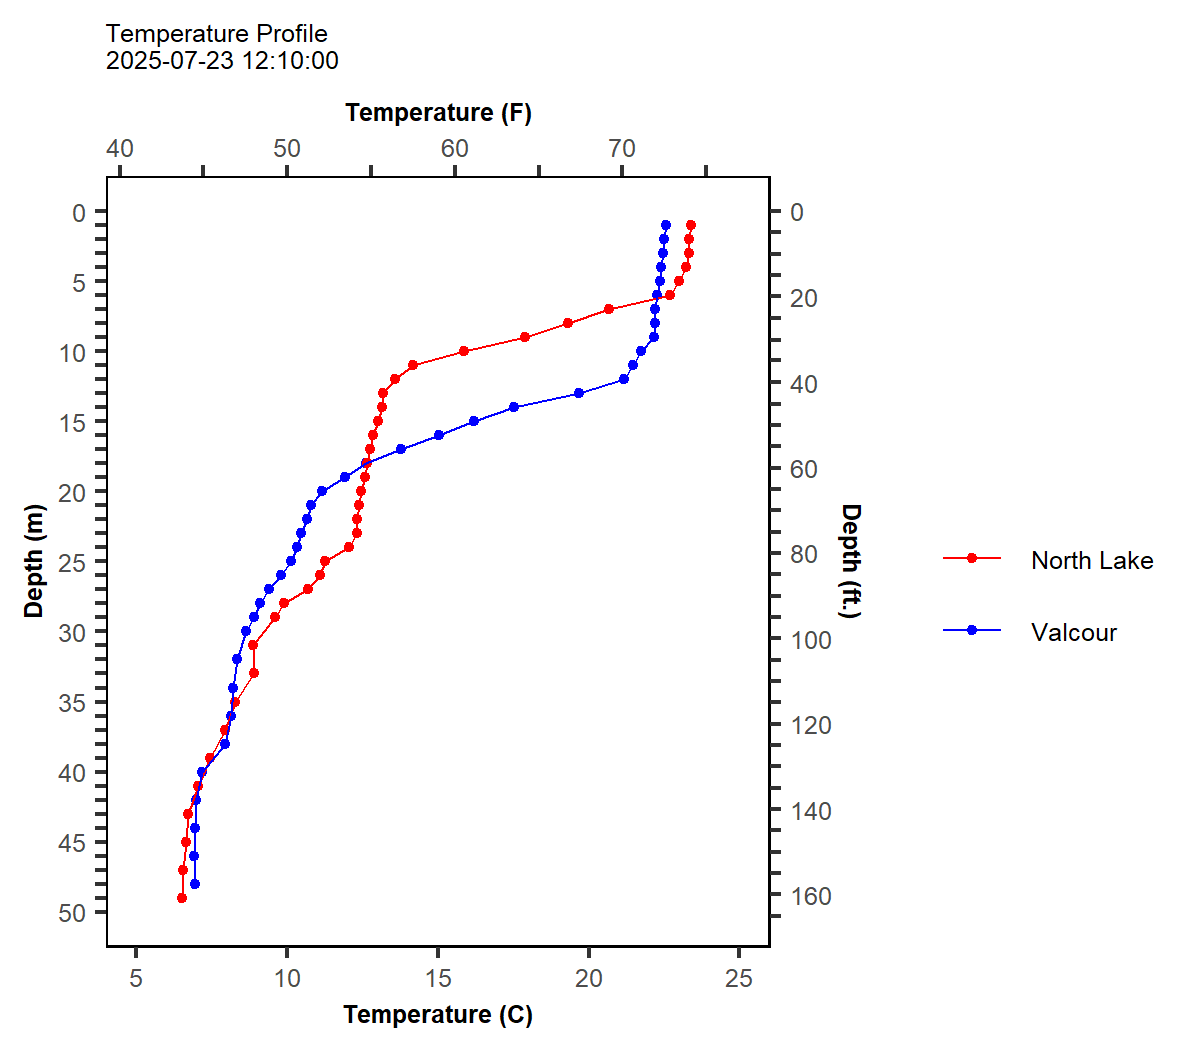 Temperature Profile
2025-07-23 12:10:00
Temperature (F)
40 50 60 70
0 5 10 15 20 25 30 35 40 45 50
Depth (m)
0 20 40 60 80 100 120 140 160
Depth (ft.)
North Lake
Valcour
5 10 15 20 25
Temperature (C)